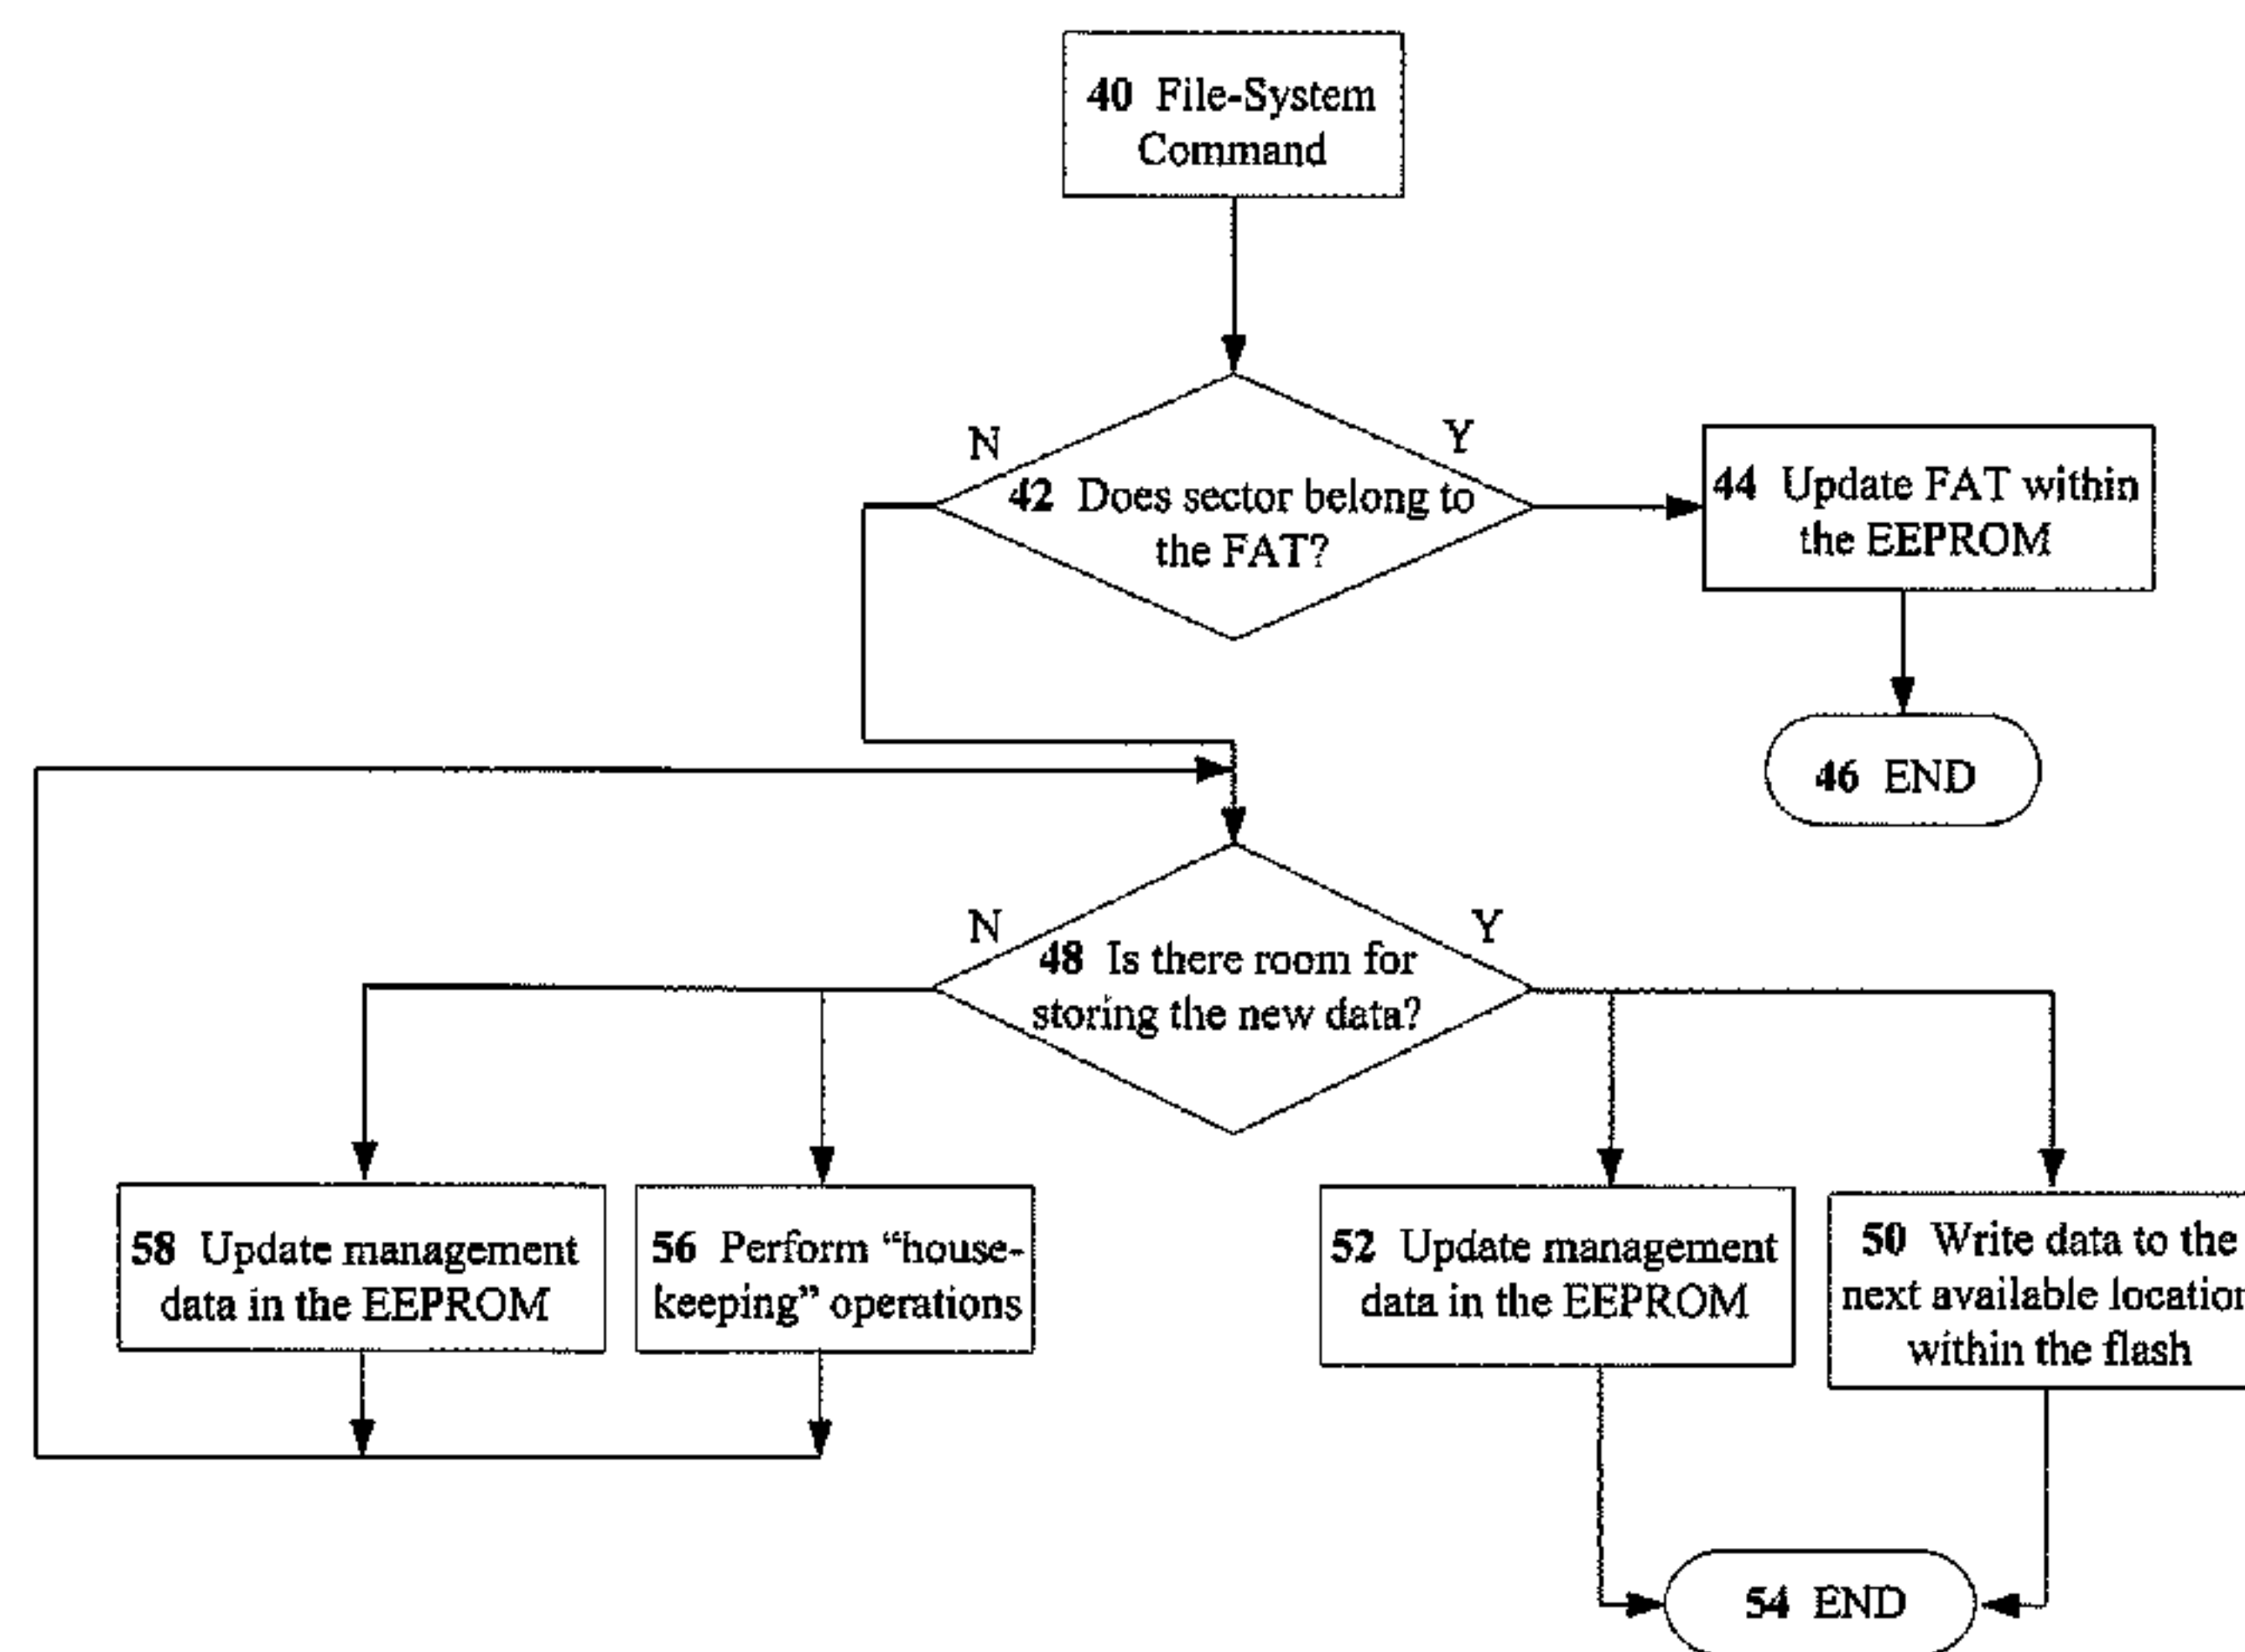 40 File-System
Command
N
Y
42 Does sector belong to
the FAT?
44 Update FAT within
the EEPROM
46 END
N
Y
48 Is there room for
storing the new data?
58 Update management
data in the EEPROM
56 Perform “house-
keeping” operations
52 Update management
data in the EEPROM
50 Write data to the
next available location
within the flash
54 END